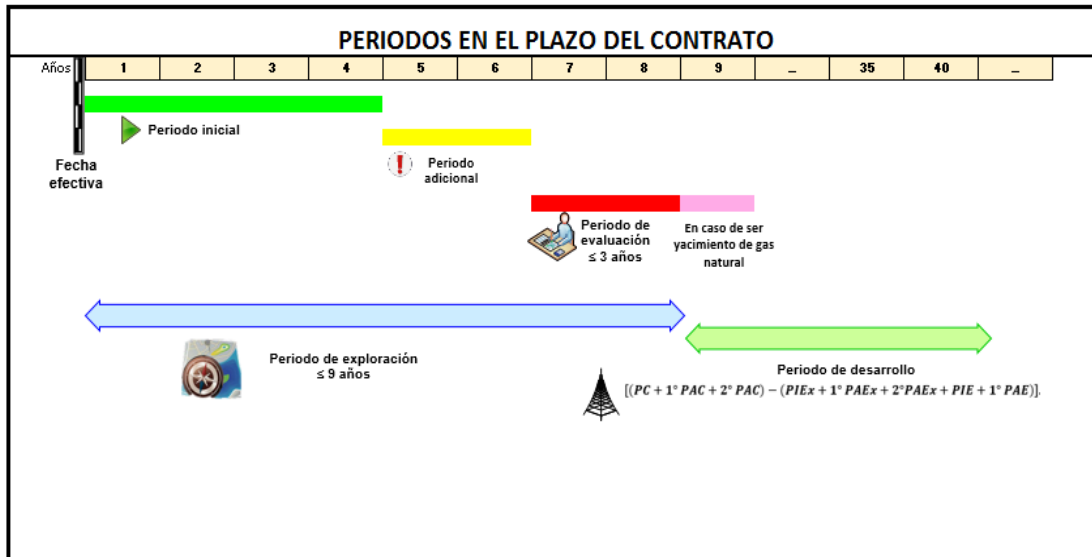 PERIODOS EN EL PLAZO DEL CONTRATO
Años 1 2 3 4 5 6 7 8 9 _ 35 40 _
Fecha
efectiva
Periodo inicial
Periodo
adicional
Periodo de
evaluación
≤ 3 años
En caso de ser
yacimiento de gas
natural
Periodo de exploración
≤ 9 años
Periodo de desarrollo
[(PC + 1° PAC + 2° PAC) − (PIEx + 1° PAEx + 2°PAEx + PIE + 1° PAE)].